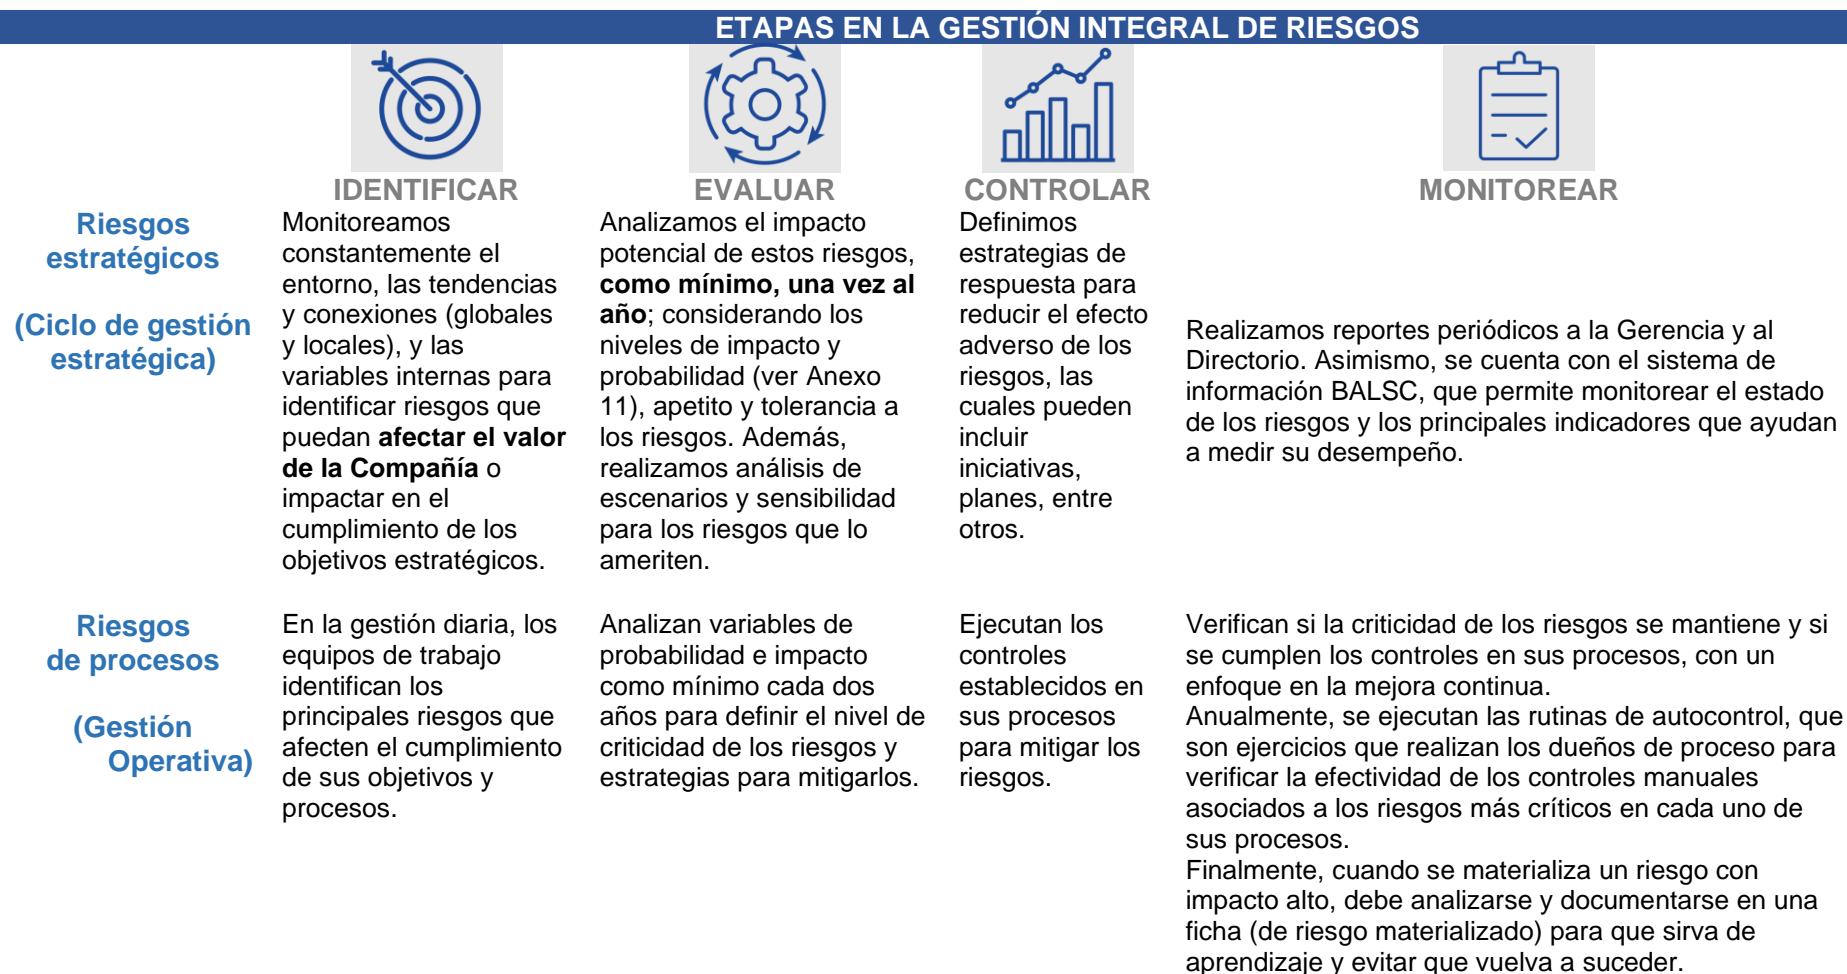 ETAPAS EN LA GESTIÓN INTEGRAL DE RIESGOS
IDENTIFICAR
EVALUAR
CONTROLAR
MONITOREAR
Riesgos
estratégicos
(Ciclo de gestión
estratégica)
Monitoreamos
constantemente el
entorno, las tendencias
y conexiones (globales
y locales), y las
variables internas para
identificar riesgos que
puedan afectar el valor
de la Compañía o
impactar en el
cumplimiento de los
objetivos estratégicos.
Analizamos el impacto
potencial de estos riesgos,
como mínimo, una vez al
año; considerando los
niveles de impacto y
probabilidad (ver Anexo
11), apetito y tolerancia a
los riesgos. Además,
realizamos análisis de
escenarios y sensibilidad
para los riesgos que lo
ameriten.
Definimos
estrategias de
respuesta para
reducir el efecto
adverso de los
riesgos, las
cuales pueden
incluir
iniciativas,
planes, entre
otros.
Realizamos reportes periódicos a la Gerencia y al
Directorio. Asimismo, se cuenta con el sistema de
información BALSC, que permite monitorear el estado
de los riesgos y los principales indicadores que ayudan
a medir su desempeño.
Riesgos
de procesos
(Gestión
Operativa)
En la gestión diaria, los
equipos de trabajo
identifican los
principales riesgos que
afecten el cumplimiento
de sus objetivos y
procesos.
Analizan variables de
probabilidad e impacto
como mínimo cada dos
años para definir el nivel de
criticidad de los riesgos y
estrategias para mitigarlos.
Ejecutan los
controles
establecidos en
sus procesos
para mitigar los
riesgos.
Verifican si la criticidad de los riesgos se mantiene y si
se cumplen los controles en sus procesos, con un
enfoque en la mejora continua.
Anualmente, se ejecutan las rutinas de autocontrol, que
son ejercicios que realizan los dueños de proceso para
verificar la efectividad de los controles manuales
asociados a los riesgos más críticos en cada uno de
sus procesos.
Finalmente, cuando se materializa un riesgo con
impacto alto, debe analizarse y documentarse en una
ficha (de riesgo materializado) para que sirva de
aprendizaje y evitar que vuelva a suceder.